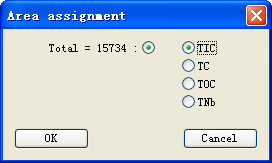 Area assignment
Total = 15734 : TIC
TC
TOC
TNb
OK Cancel